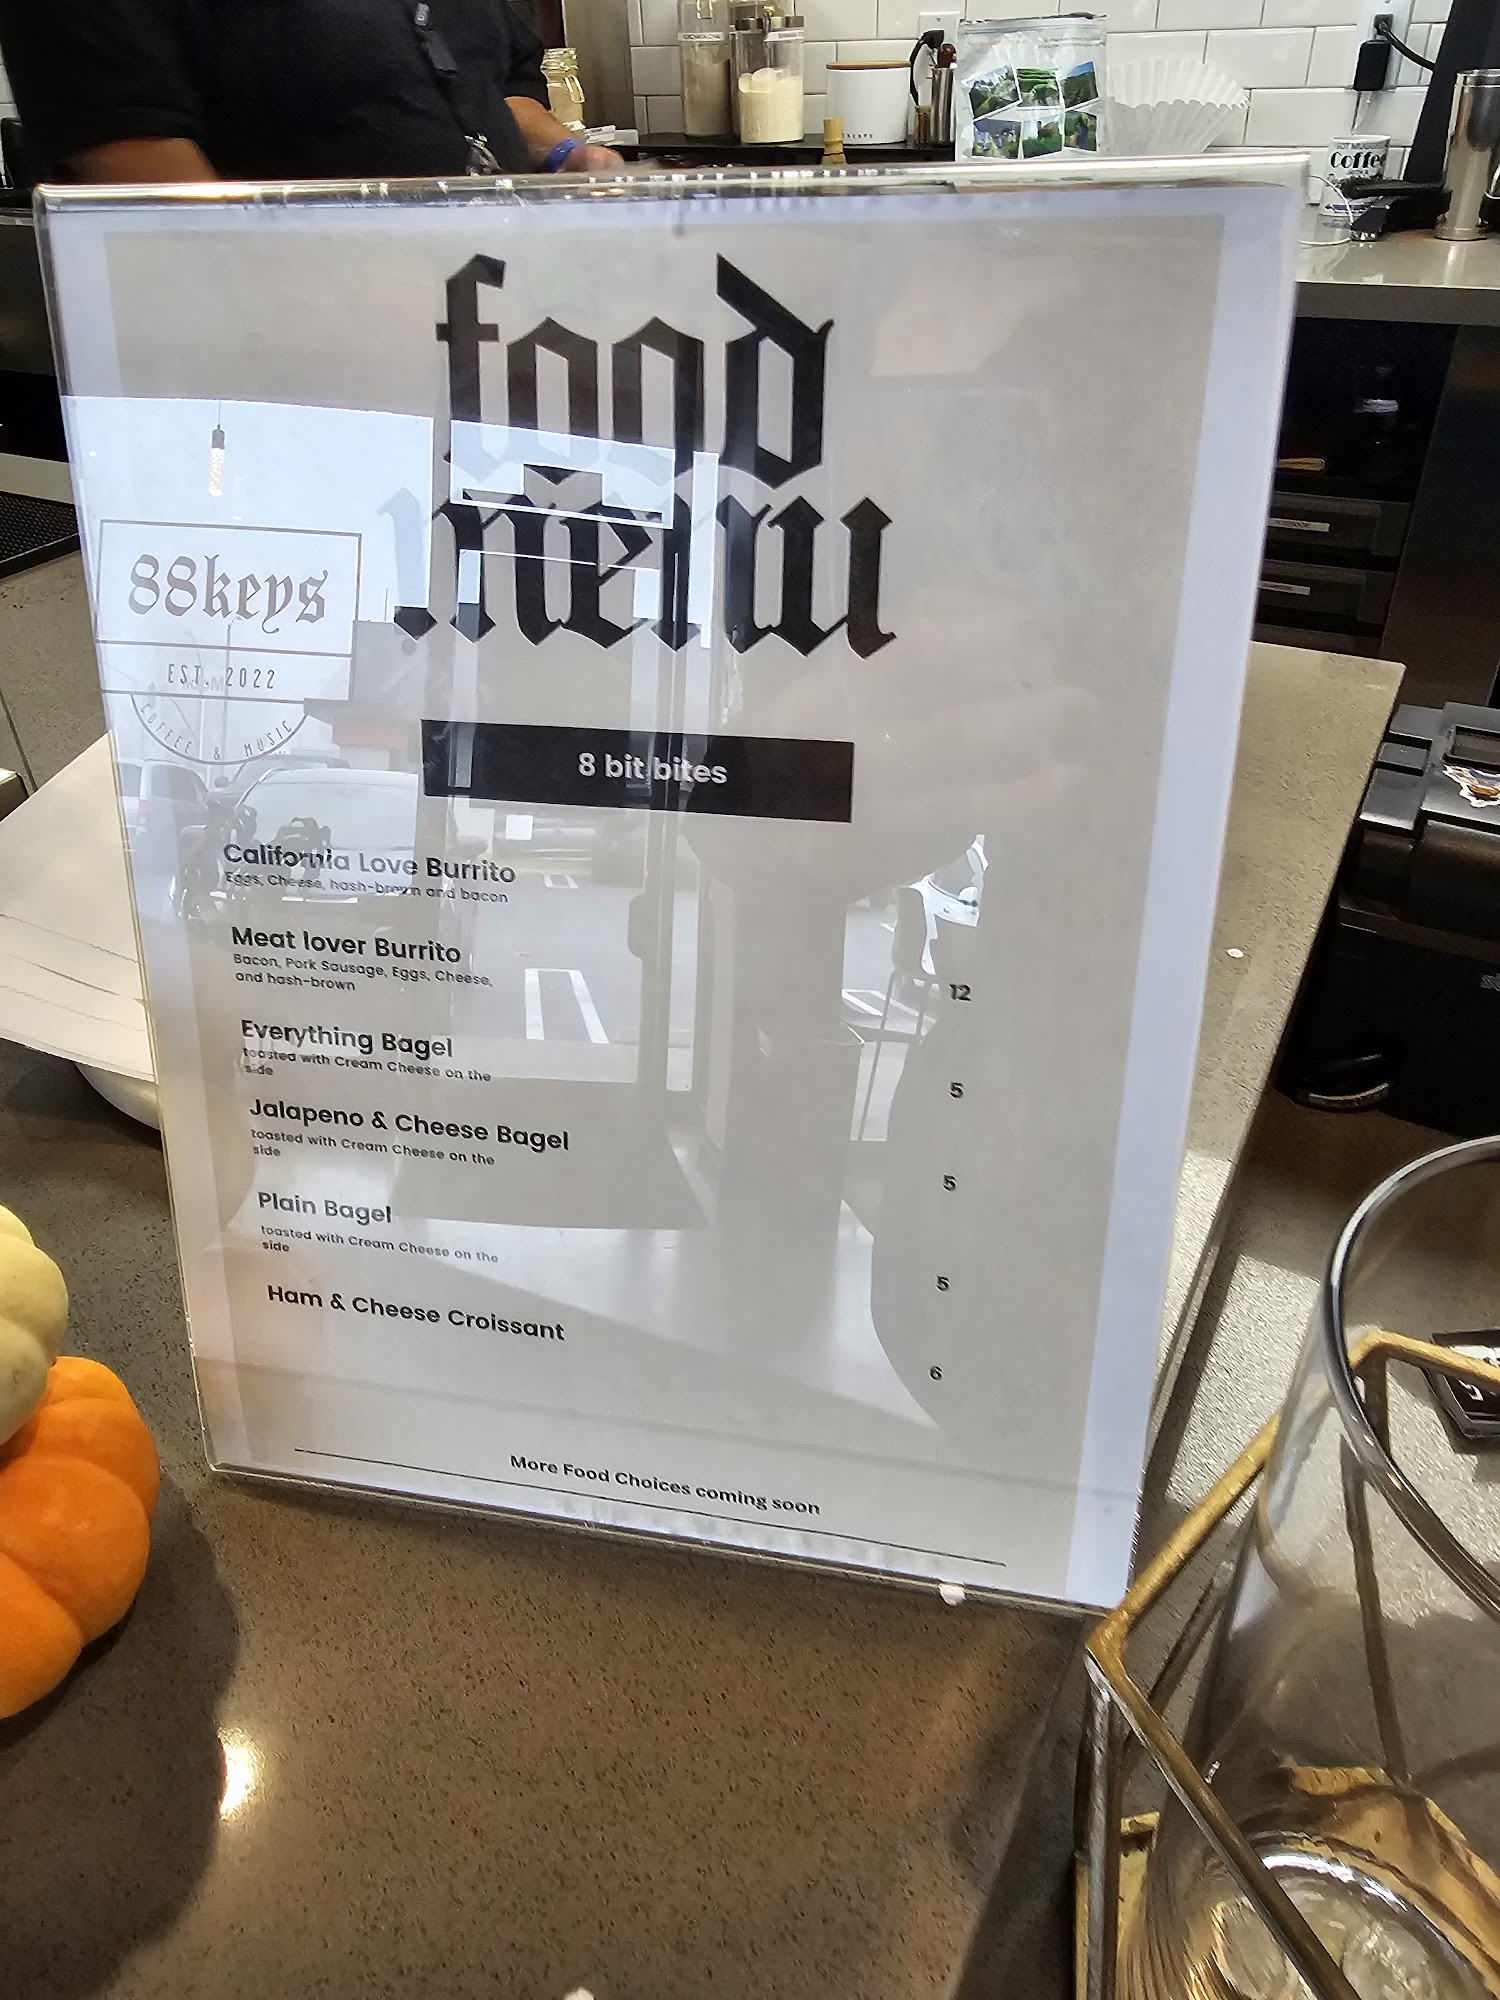 Coffee
food
menu
88keys
EST. 2022
COFFEE & MUSIC
8 bit bites
California Love Burrito
Eggs, Cheese, hash-brown and bacon
Meat lover Burrito
Bacon, Pork Sausage, Eggs, Cheese,
and hash-brown
12
Everything Bagel
toasted with Cream Cheese on the
side
5
Jalapeno & Cheese Bagel
toasted with Cream Cheese on the
side
5
Plain Bagel
toasted with Cream Cheese on the
side
5
Ham & Cheese Croissant
6
More Food Choices coming soon